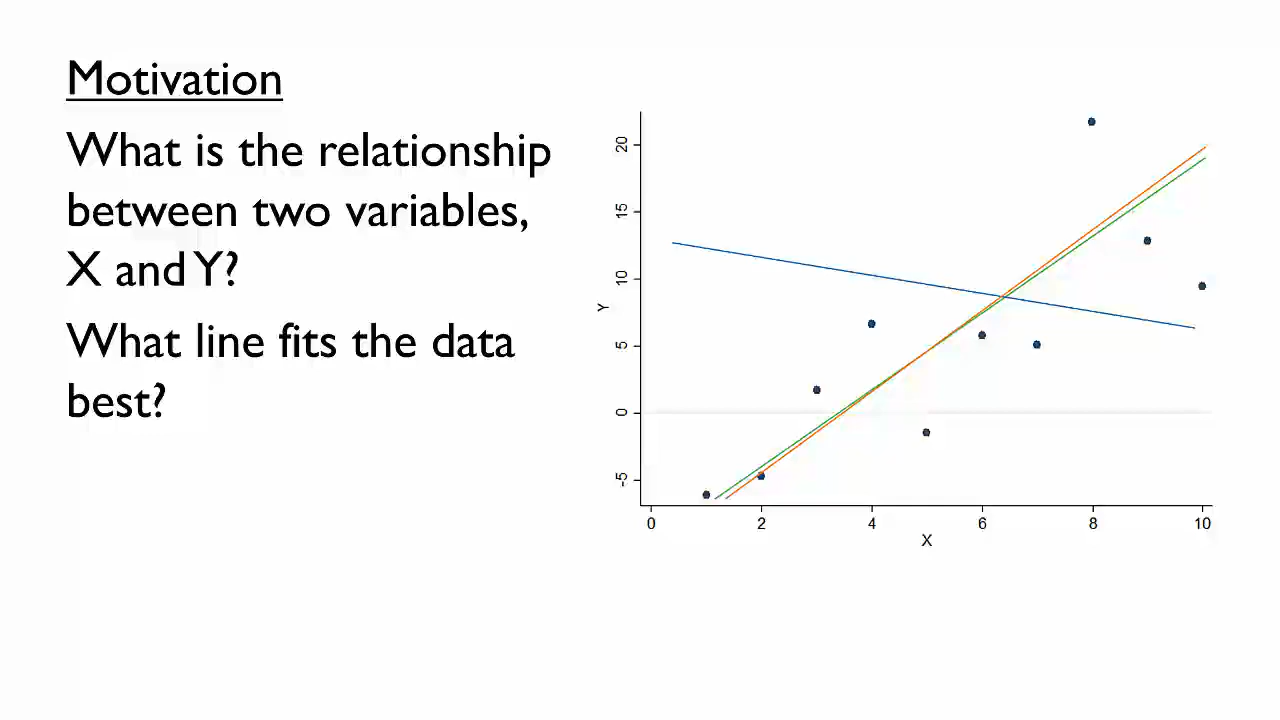 Motivation
What is the relationship
between two variables,
X and Y?
What line fits the data
best?
20
15
10
5
0
-5
Y
0 2 4 6 8 10
X